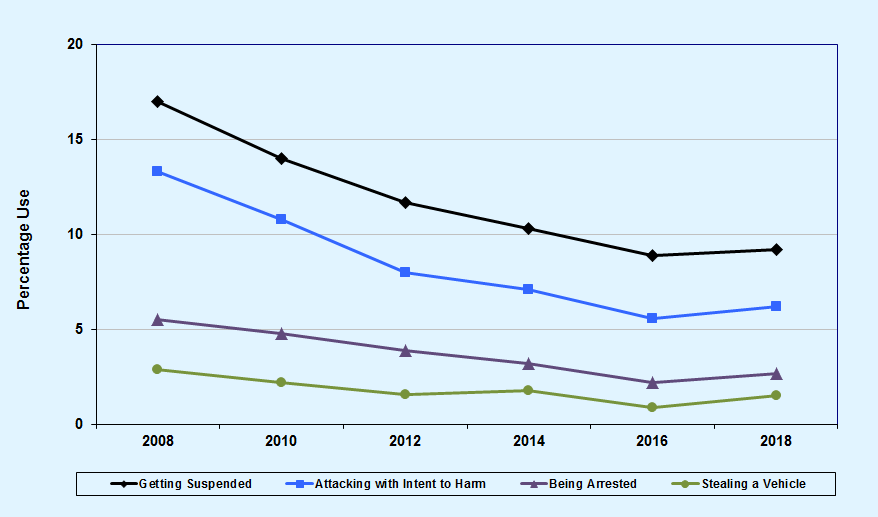 20
15
10
5
0
Percentage Use
2008 2010 2012 2014 2016 2018
Getting Suspended Attacking with Intent to Harm Being Arrested Stealing a Vehicle